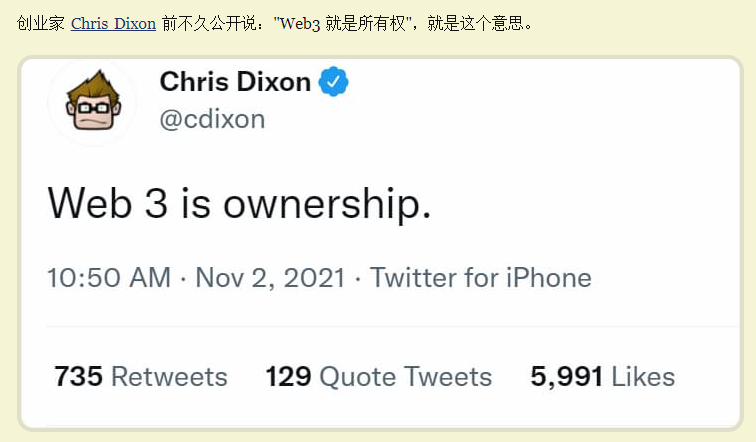 创业家 Chris Dixon 前不久公开说："Web3 就是所有权"，就是这个意思。
Chris Dixon
@cdixon
Web 3 is ownership.
10:50 AM · Nov 2, 2021 · Twitter for iPhone
735 Retweets 129 Quote Tweets 5,991 Likes